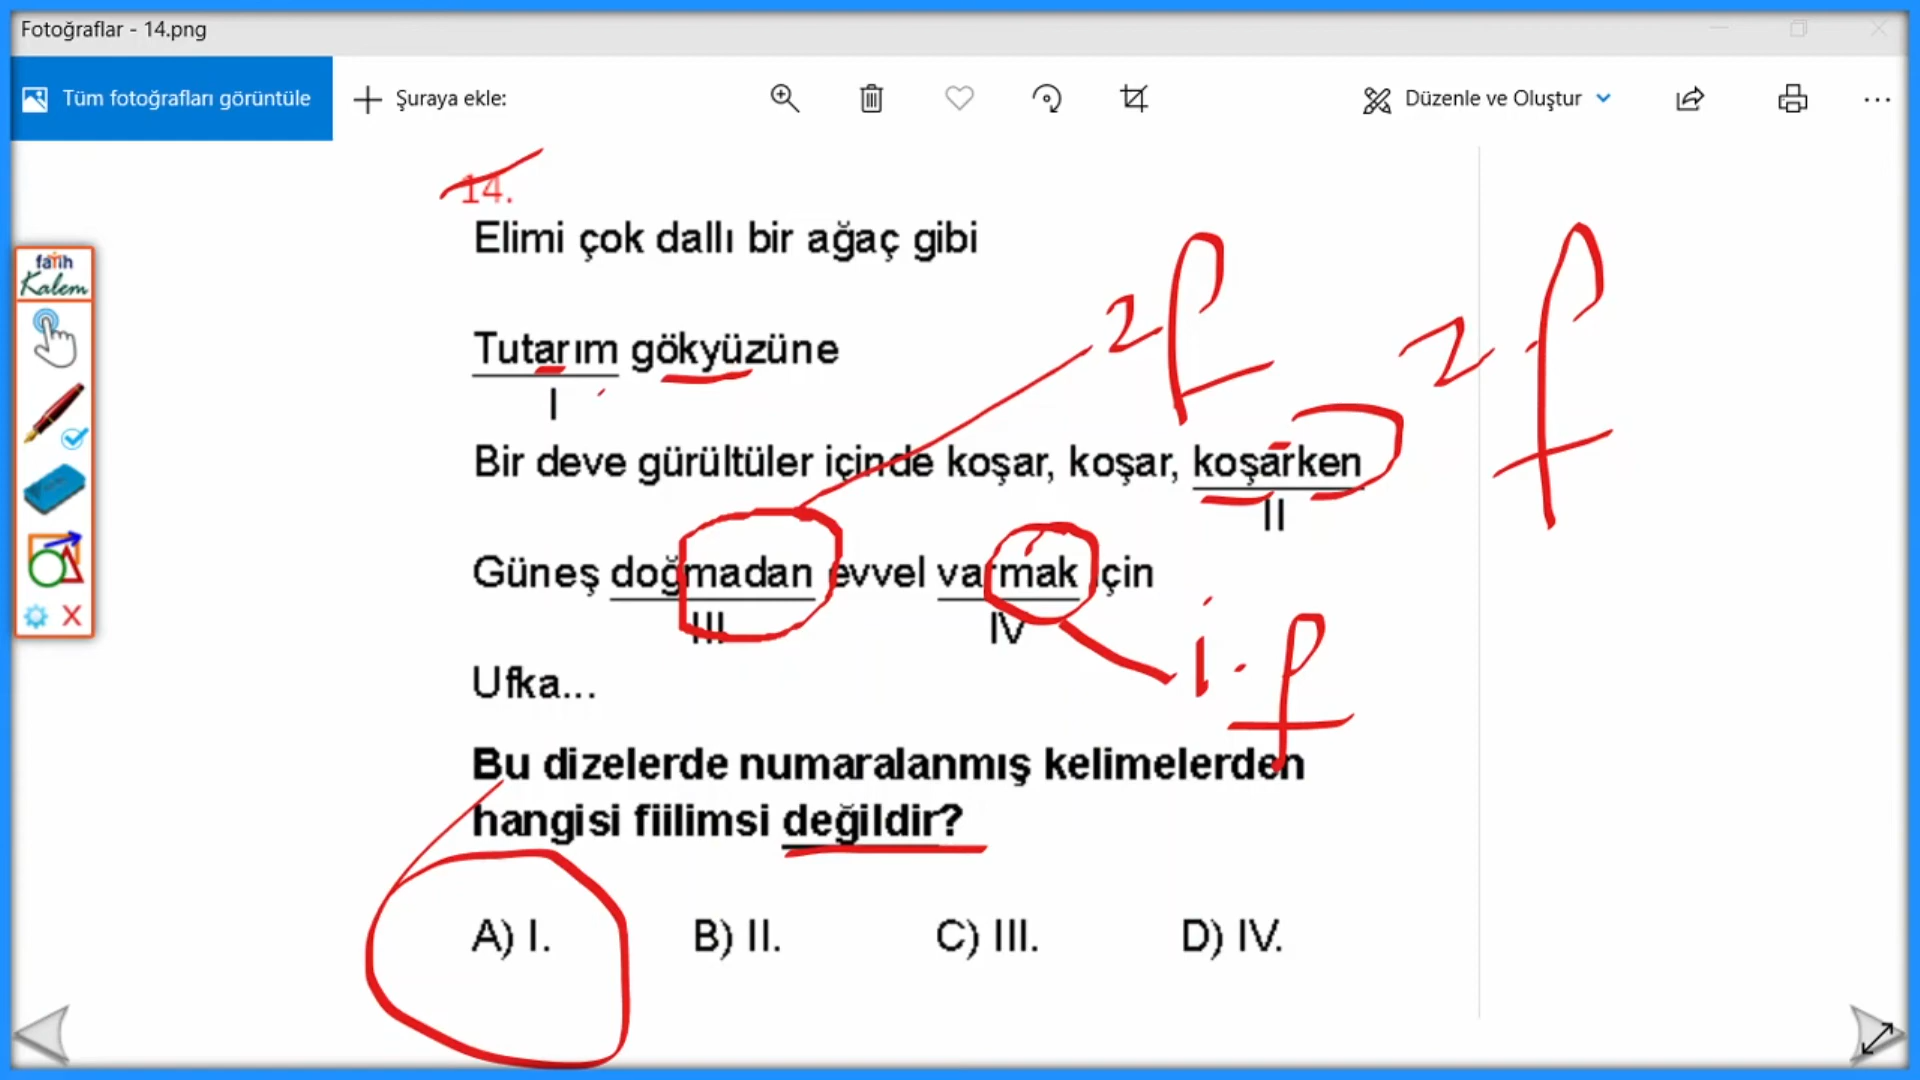 Fotoğraflar - 14.png
Tüm fotoğrafları görüntüle
Şuraya ekle:
Düzenle ve Oluştur
fatih
Kalem
14.
Elimi çok dallı bir ağaç gibi
Tutarım gökyüzüne
I
Bir deve gürültüler içinde koşar, koşar, koşarken
II
Güneş doğmadan evvel varmak için
III IV
Ufka...
Bu dizelerde numaralanmış kelimelerden
hangisi fiilimsi değildir?
A) I. B) II. C) III. D) IV.
zf
zf
i.f